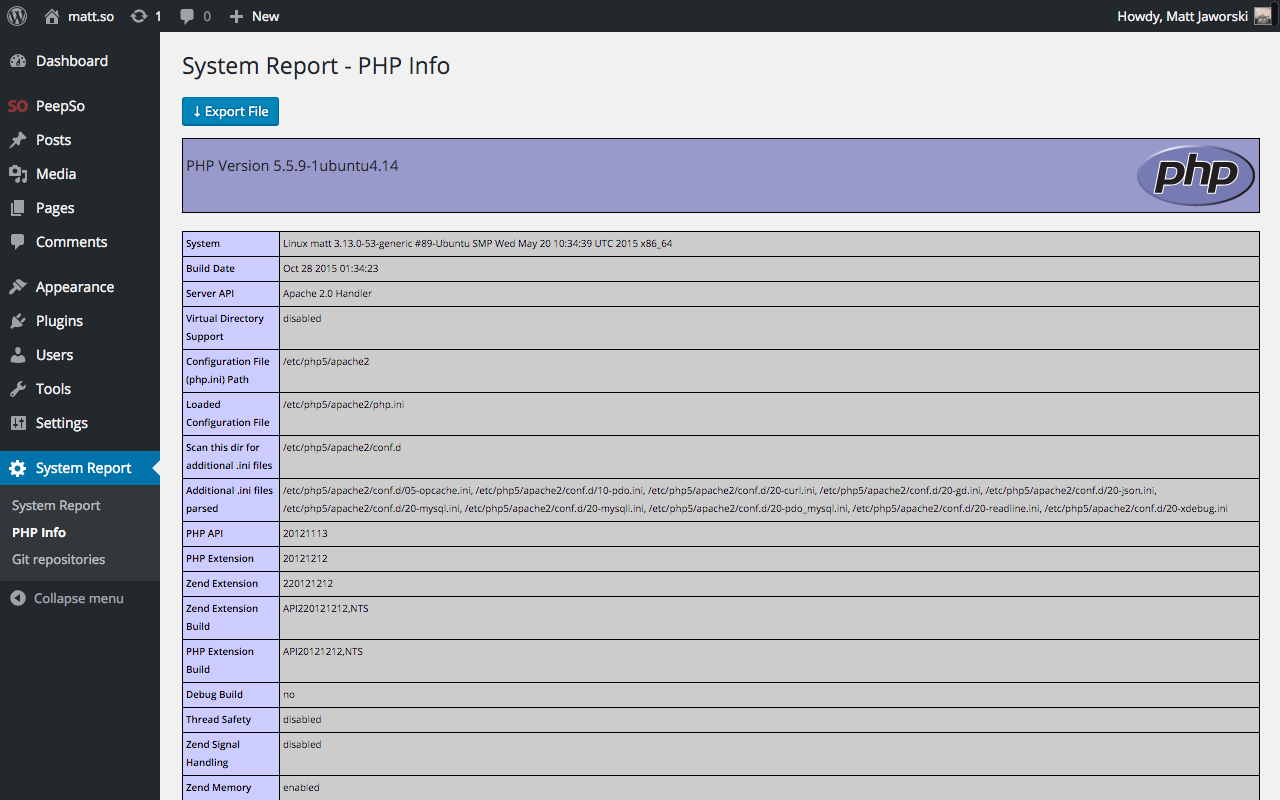 matt.so 1 0 New Howdy, Matt Jaworski
Dashboard
SO PeepSo
Posts
Media
Pages
Comments
Appearance
Plugins
Users
Tools
Settings
System Report
System Report
PHP Info
Git repositories
Collapse menu
System Report - PHP Info
↓ Export File
PHP Version 5.5.9-1ubuntu4.14 php
System Linux matt 3.13.0-53-generic #89-Ubuntu SMP Wed May 20 10:34:39 UTC 2015 x86_64
Build Date Oct 28 2015 01:34:23
Server API Apache 2.0 Handler
Virtual Directory disabled
Support
Configuration File /etc/php5/apache2
(php.ini) Path
Loaded /etc/php5/apache2/php.ini
Configuration File
Scan this dir for /etc/php5/apache2/conf.d
additional .ini files
Additional .ini files /etc/php5/apache2/conf.d/05-opcache.ini, /etc/php5/apache2/conf.d/10-pdo.ini, /etc/php5/apache2/conf.d/20-curl.ini, /etc/php5/apache2/conf.d/20-gd.ini, /etc/php5/apache2/conf.d/20-json.ini,
parsed /etc/php5/apache2/conf.d/20-mysql.ini, /etc/php5/apache2/conf.d/20-mysqli.ini, /etc/php5/apache2/conf.d/20-pdo_mysql.ini, /etc/php5/apache2/conf.d/20-readline.ini, /etc/php5/apache2/conf.d/20-xdebug.ini
PHP API 20121113
PHP Extension 20121212
Zend Extension 220121212
Zend Extension API220121212,NTS
Build
PHP Extension API20121212,NTS
Build
Debug Build no
Thread Safety disabled
Zend Signal disabled
Handling
Zend Memory enabled